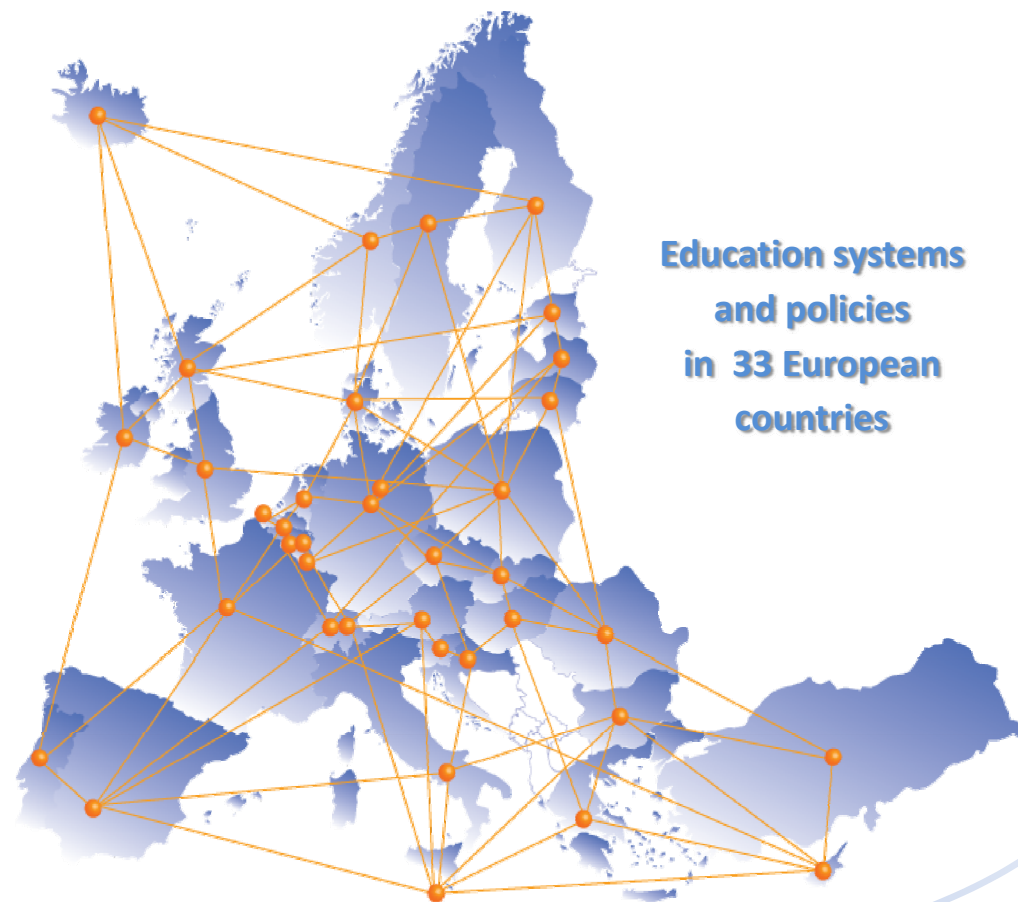 Education systems
and policies
in 33 European
countries